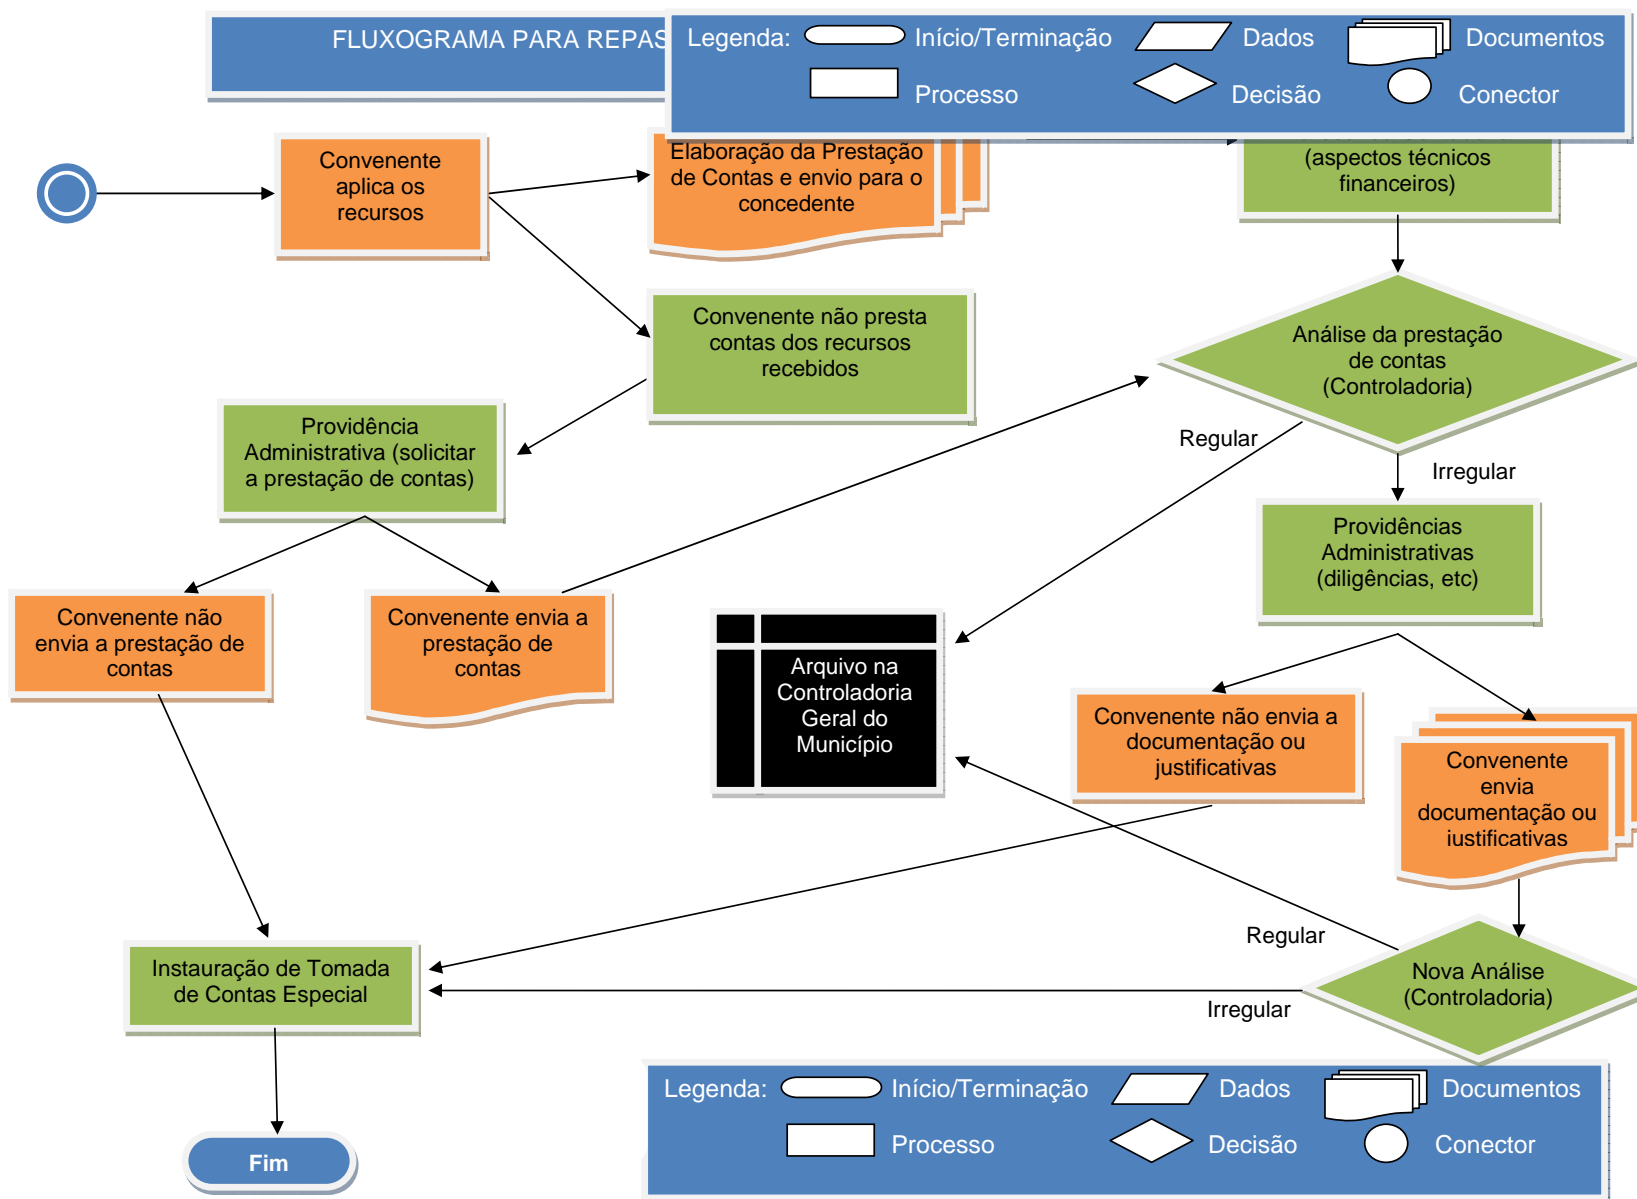 FLUXOGRAMA PARA
Legenda: Início/Terminação Dados Documentos
Processo Decisão Conector
Convenente
aplica os
recursos
Elaboração da Prestação
de Contas e envio para o
concedente
(aspectos técnicos
financeiros)
Convenente não presta
contas dos recursos
recebidos
Análise da prestação
de contas
(Controladoria)
Regular
Irregular
Providência
Administrativa (solicitar
a prestação de contas)
Providências
Administrativas
(diligências, etc)
Convenente não
envia a prestação de
contas
Convenente envia a
prestação de
contas
Arquivo na
Controladoria
Geral do
Município
Convenente não envia a
documentação ou
justificativas
Convenente
envia
documentação ou
justificativas
Regular
Irregular
Instauração de Tomada
de Contas Especial
Nova Análise
(Controladoria)
Fim
Legenda: Início/Terminação Dados Documentos
Processo Decisão Conector